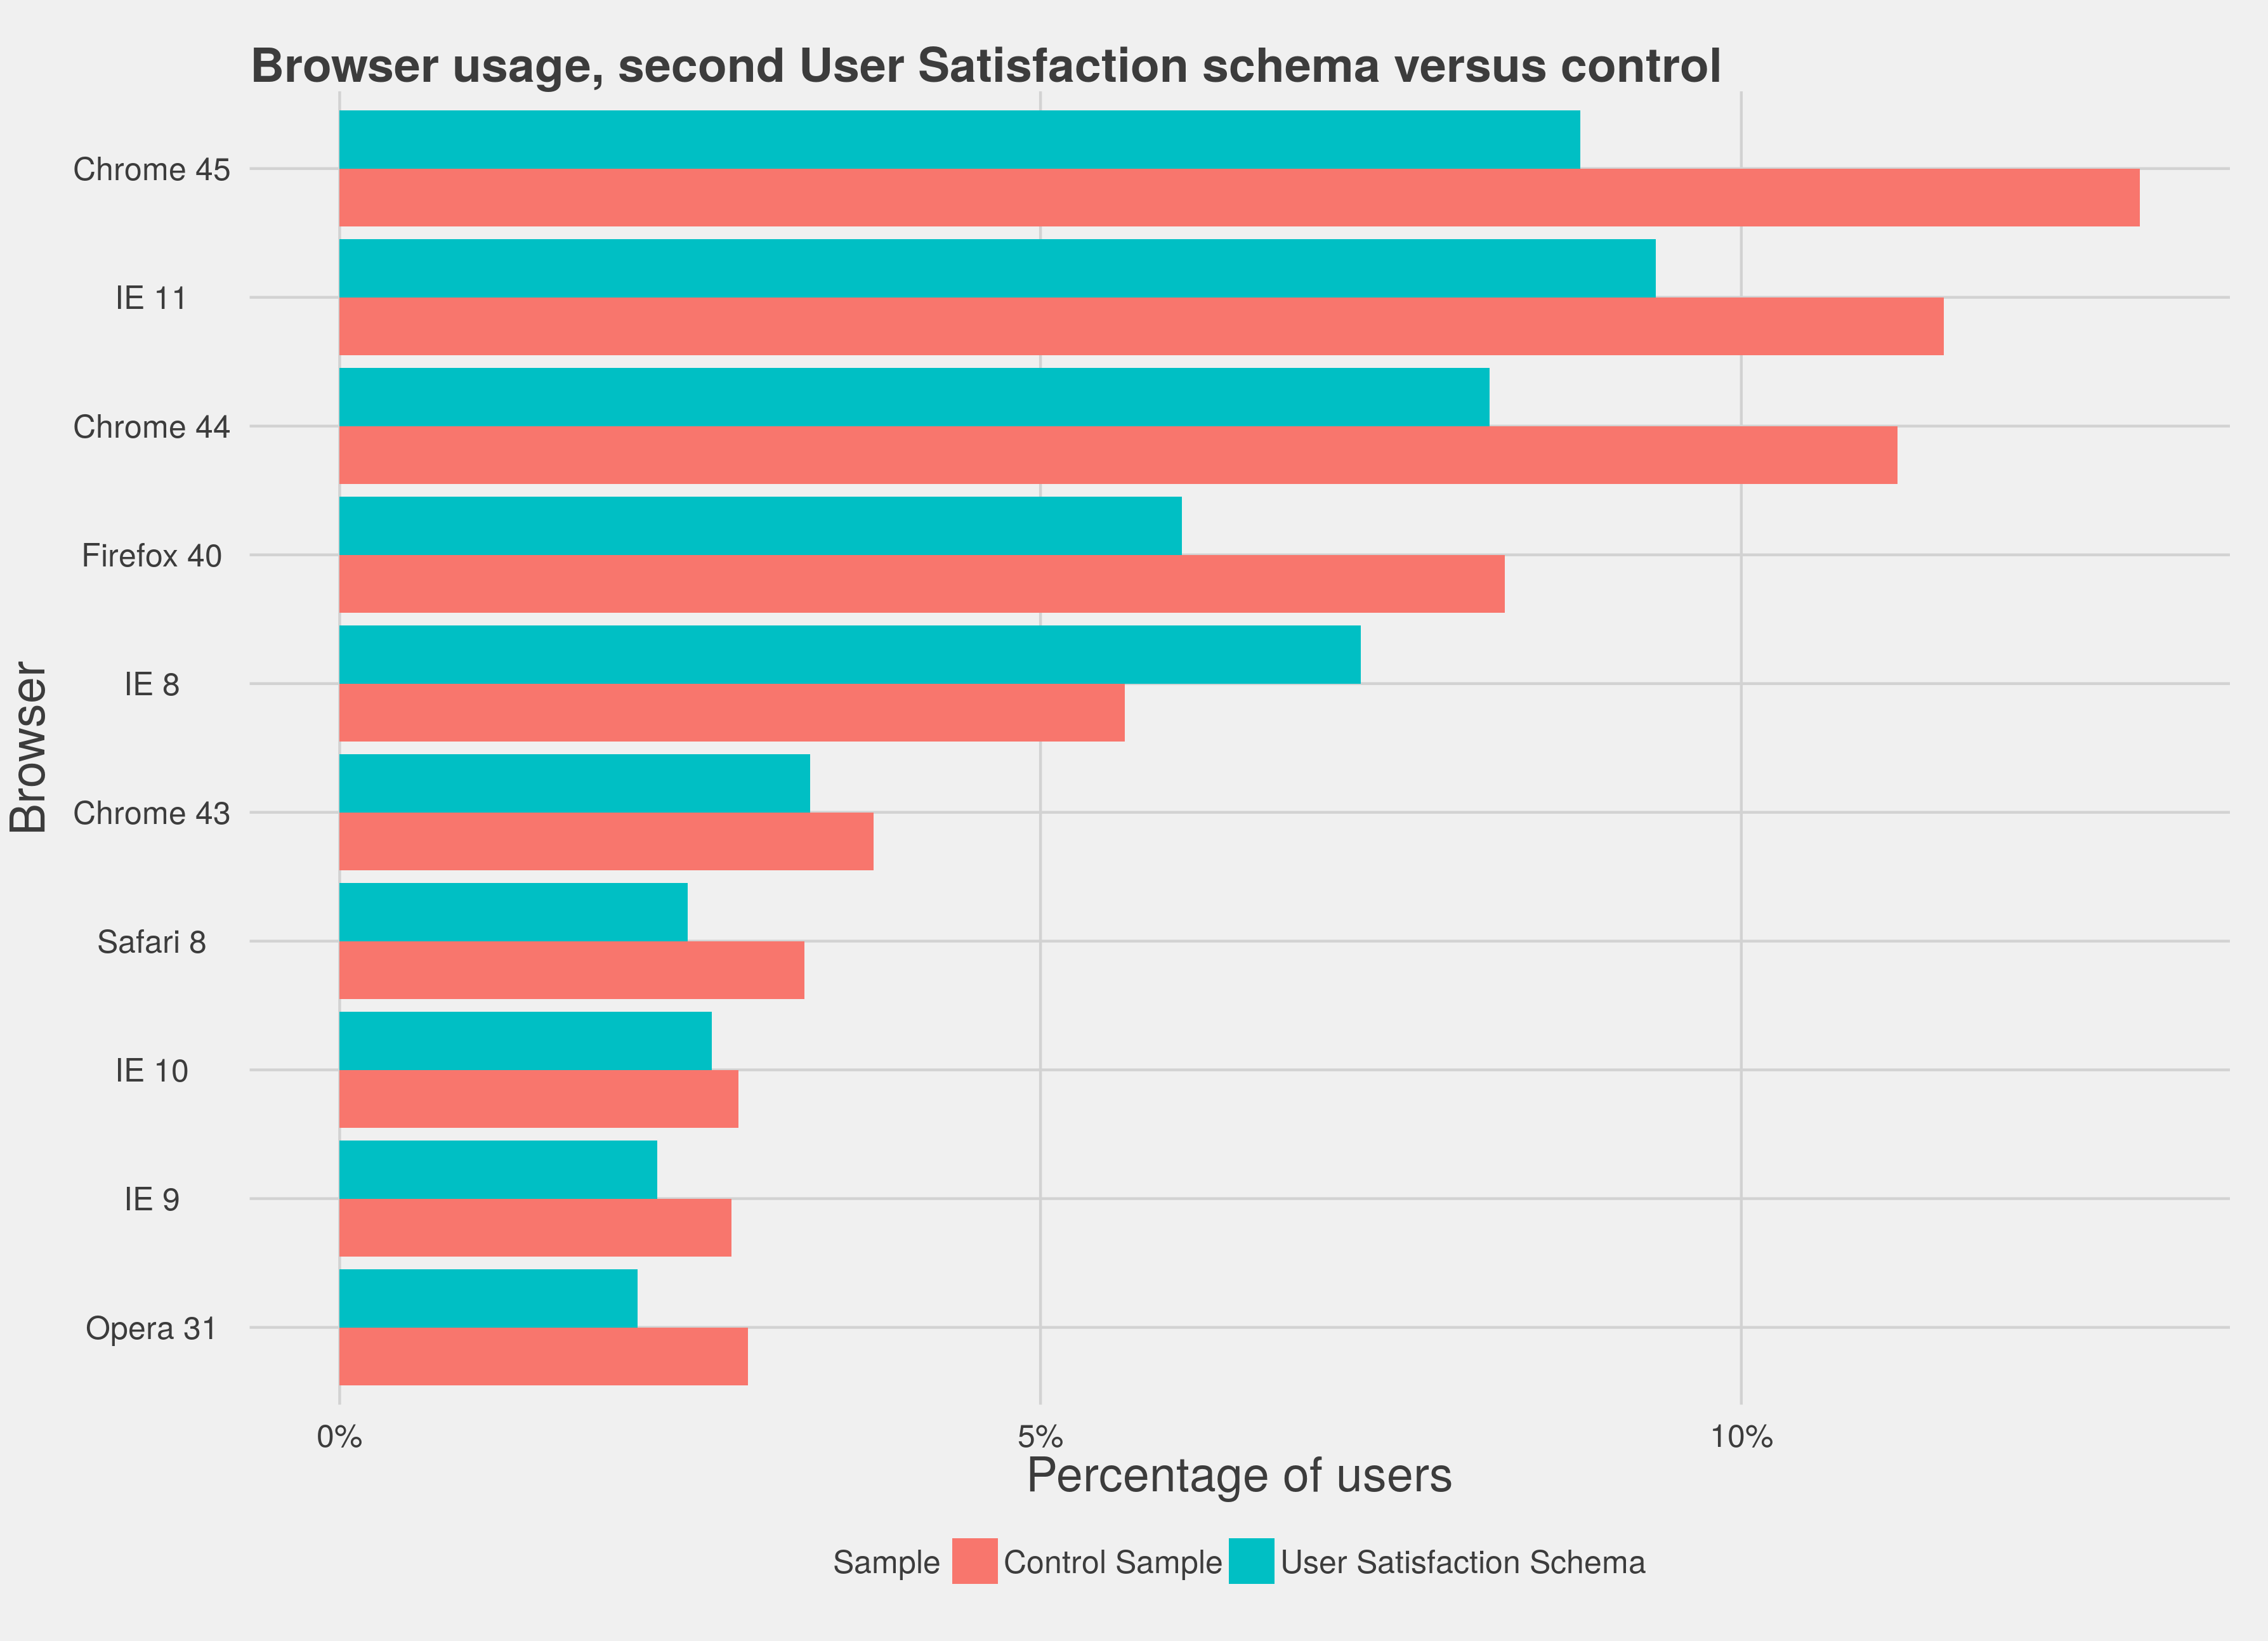 Browser usage, second User Satisfaction schema versus control
Chrome 45
IE 11
Chrome 44
Firefox 40
IE 8
Chrome 43
Safari 8
IE 10
IE 9
Opera 31
Browser
0% 5% 10%
Percentage of users
Sample Control Sample User Satisfaction Schema